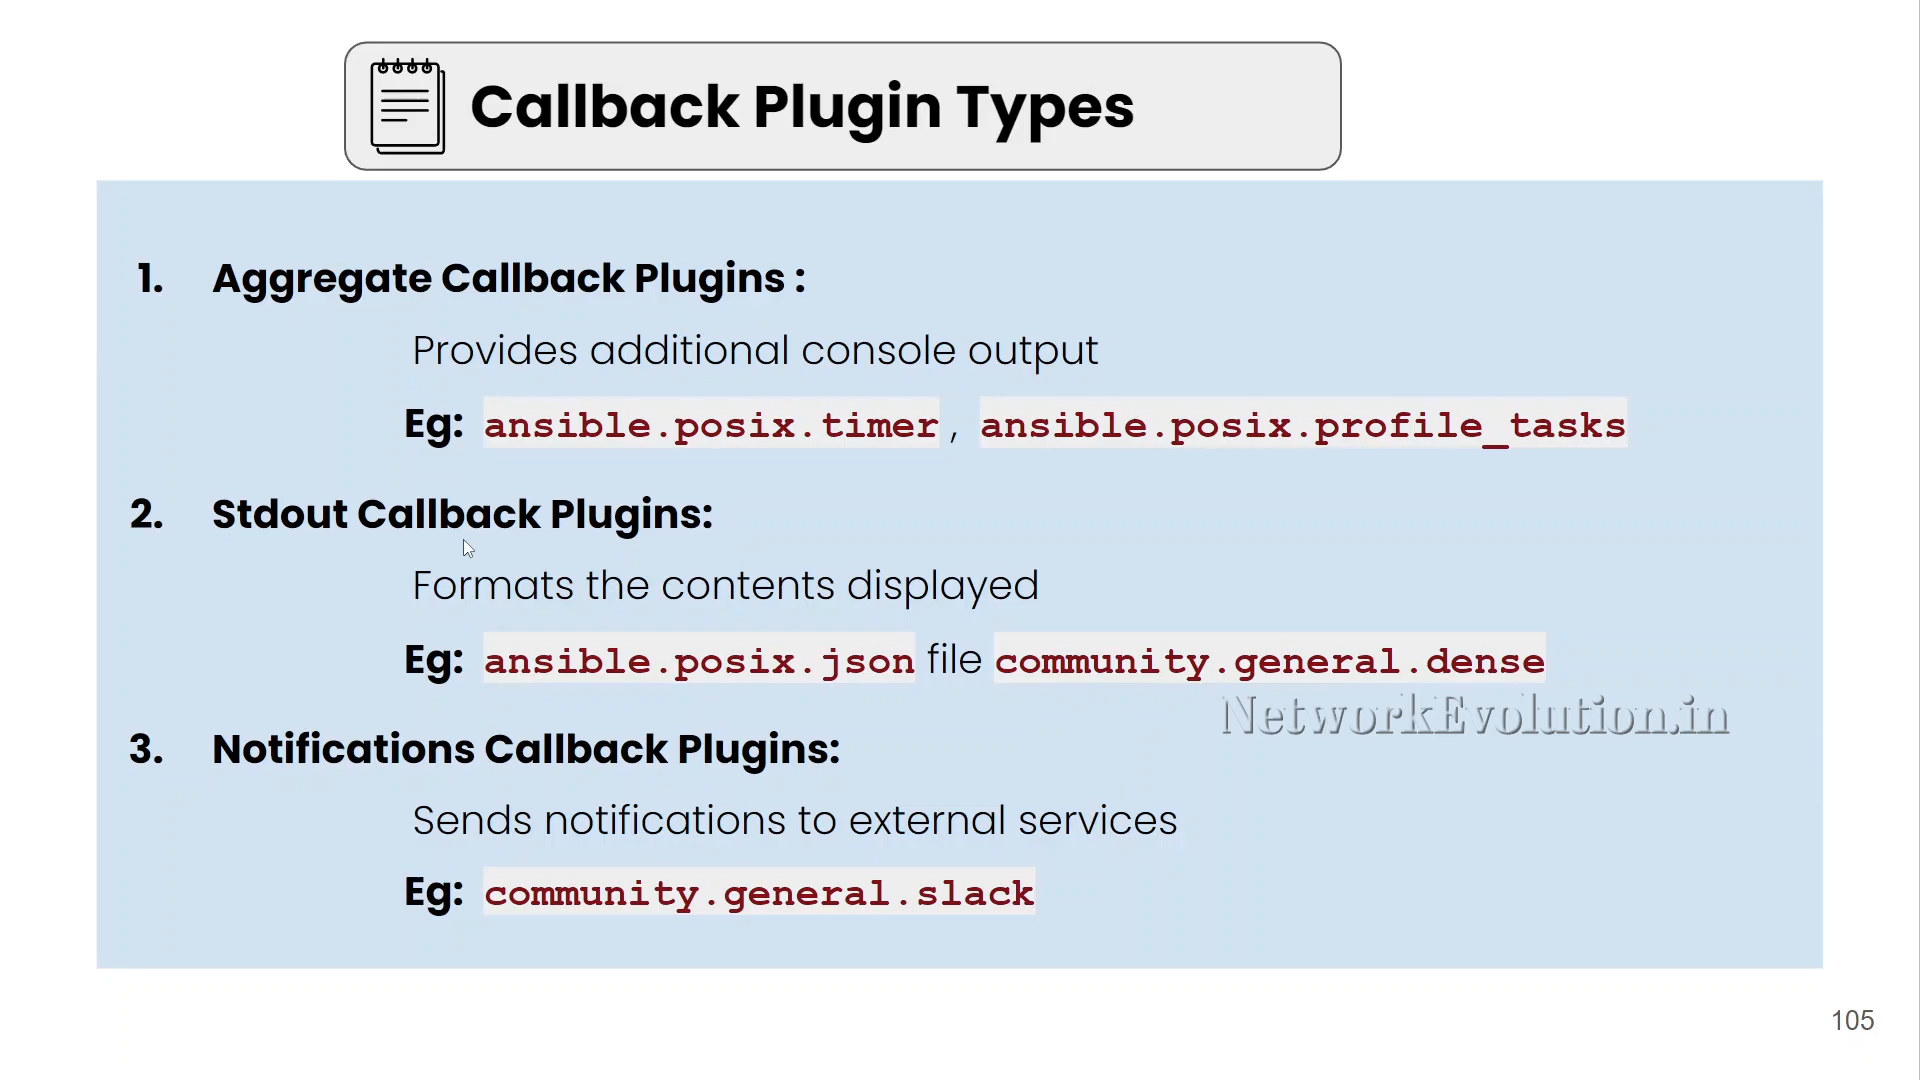 Callback Plugin Types
1. Aggregate Callback Plugins :
Provides additional console output
Eg: ansible.posix.timer , ansible.posix.profile_tasks
2. Stdout Callback Plugins:
Formats the contents displayed
Eg: ansible.posix.json file community.general.dense
NetworkEvolution.in
3. Notifications Callback Plugins:
Sends notifications to external services
Eg: community.general.slack
105